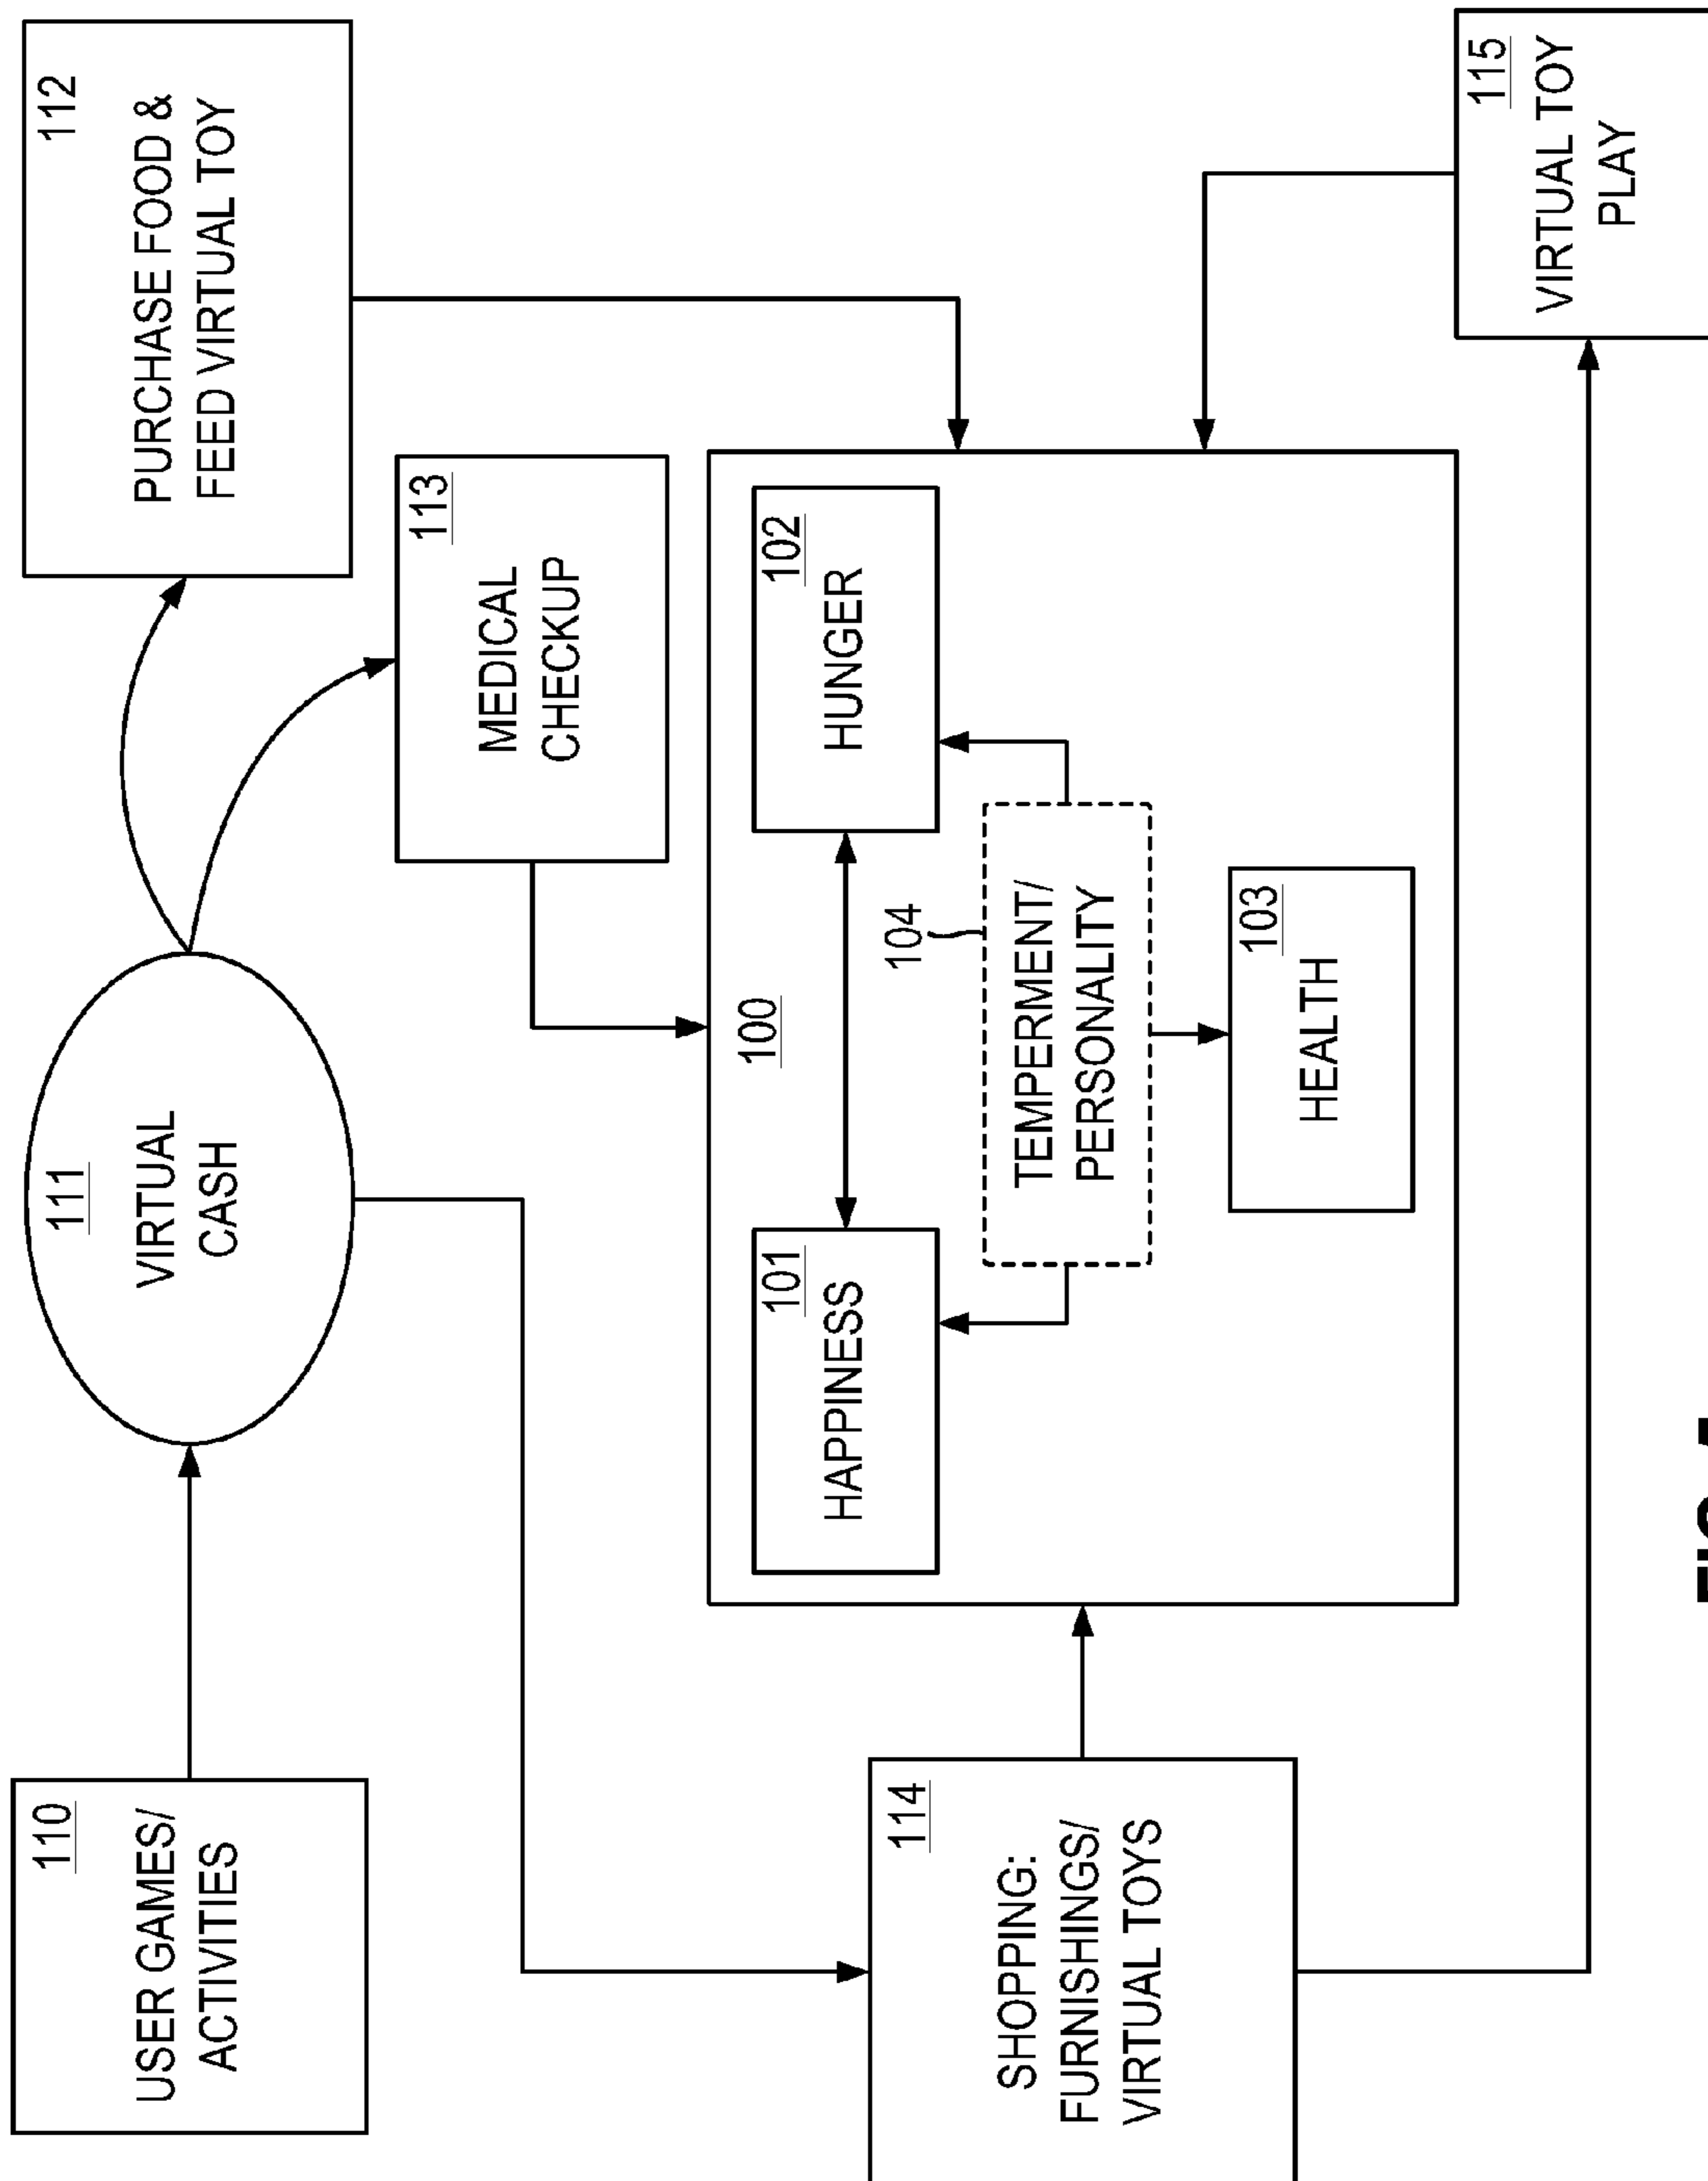 110
USER GAMES/
ACTIVITIES
111
VIRTUAL
CASH
112
PURCHASE FOOD &
FEED VIRTUAL TOY
113
MEDICAL
CHECKUP
100
101
HAPPINESS
102
HUNGER
104
TEMPERMENT/
PERSONALITY
103
HEALTH
114
SHOPPING:
FURNISHINGS/
VIRTUAL TOYS
115
VIRTUAL TOY
PLAY